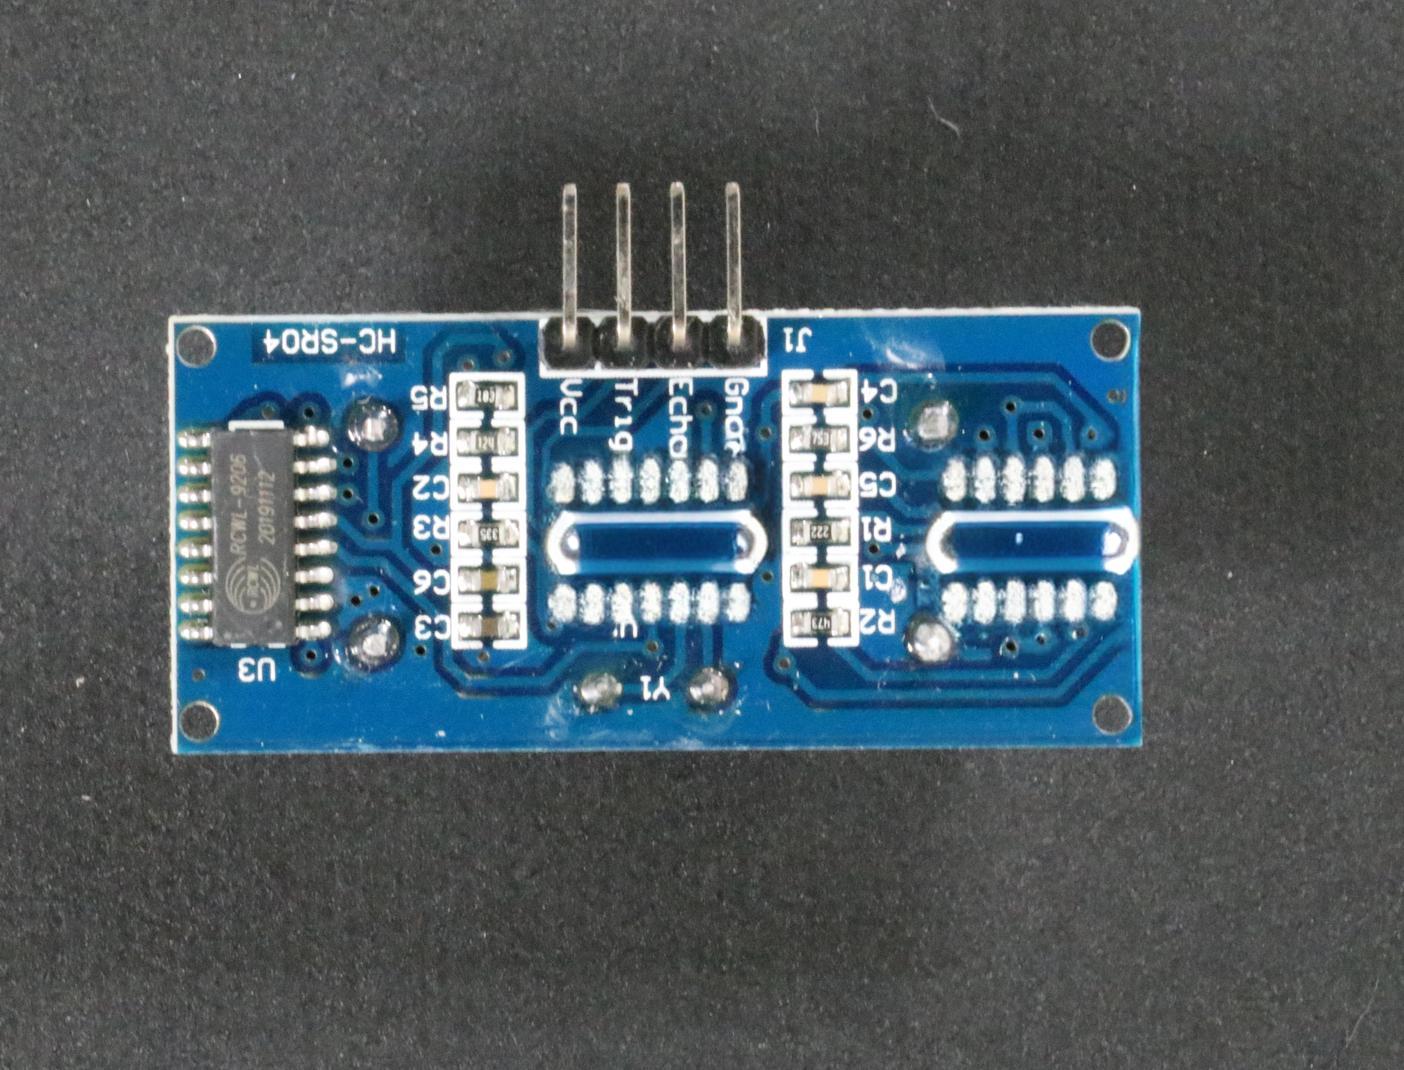 HC-SR04
J1
Vcc
Trig
Echo
Gnd
R5
R4
C2
R3
C6
C3
C4
R6
C5
R1
C1
R2
124
335
222
473
RCWL-9206
20191112
U3
Y1